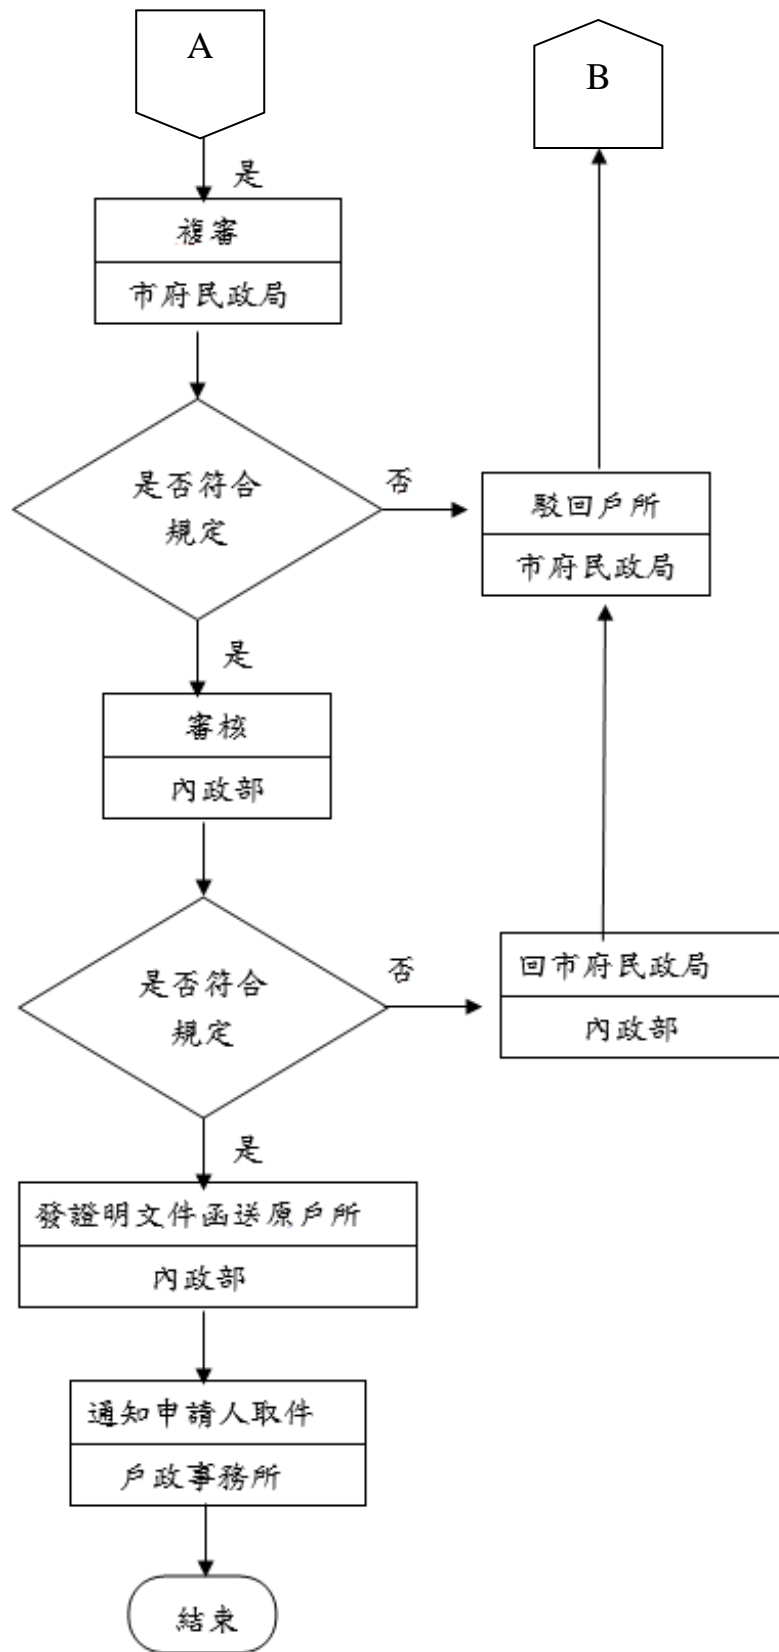 A
B
是
複審
市府民政局
是否符合
規定
否
駁回戶所
市府民政局
是
審核
內政部
是否符合
規定
否
回市府民政局
內政部
是
發證明文件函送原戶所
內政部
通知申請人取件
戶政事務所
結束